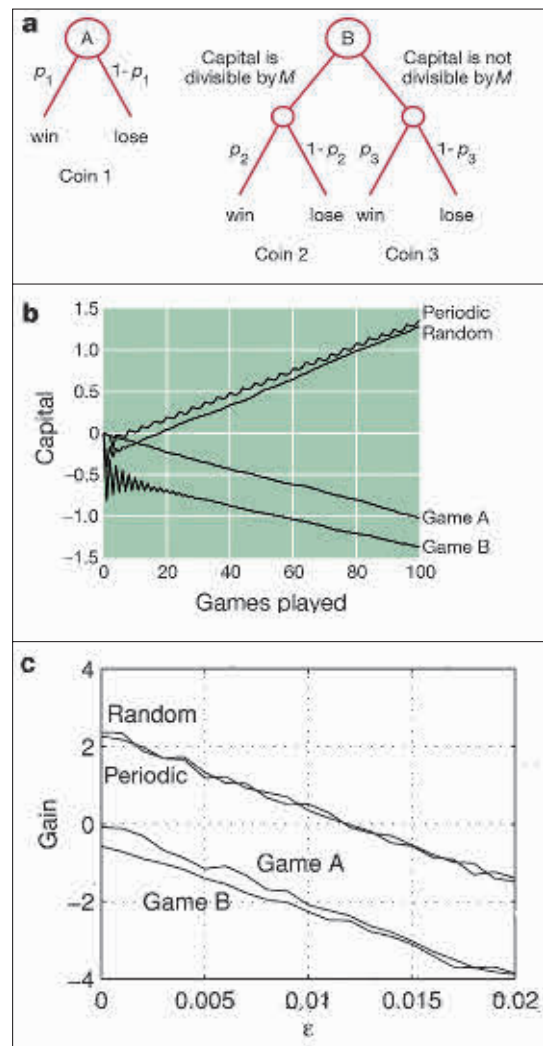 a
A
B
Capital is
divisible by M
Capital is not
divisible by M
p1
1-p1
win
lose
Coin 1
p2
1-p2
p3
1-p3
win
lose
win
lose
Coin 2
Coin 3
b
Capital
1.5
1.0
0.5
0
−0.5
−1.0
−1.5
Periodic
Random
Game A
Game B
0
20
40
60
80
100
Games played
c
Gain
4
2
0
−2
−4
Random
Periodic
Game A
Game B
0
0.005
0.01
0.015
0.02
ε